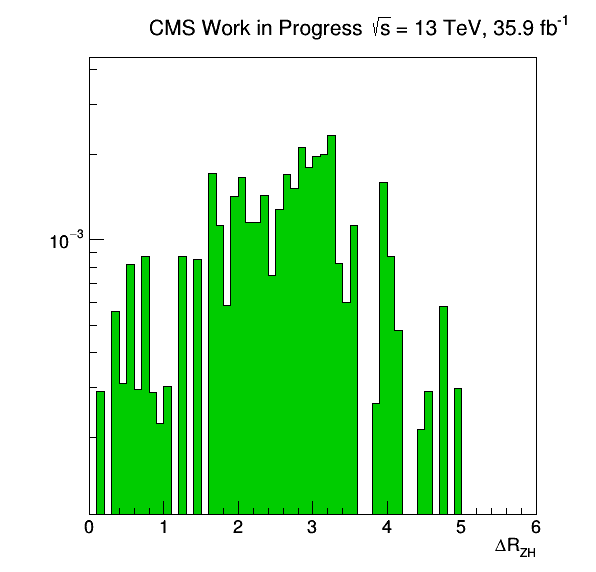 CMS Work in Progress √s = 13 TeV, 35.9 fb⁻¹
10⁻³
0 1 2 3 4 5 6
ΔR_ZH